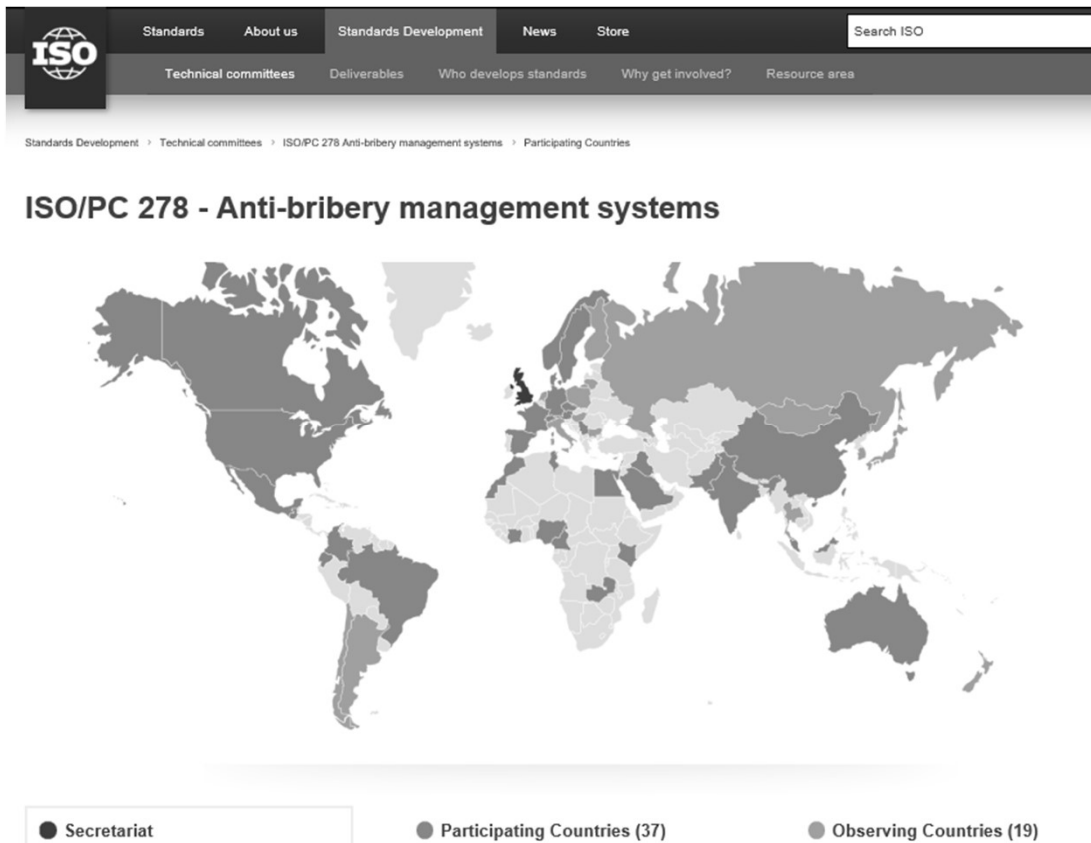 ISO
Standards About us Standards Development News Store Search ISO
Technical committees Deliverables Who develops standards Why get involved? Resource area
Standards Development › Technical committees › ISO/PC 278 Anti-bribery management systems › Participating Countries
ISO/PC 278 - Anti-bribery management systems
Secretariat Participating Countries (37) Observing Countries (19)